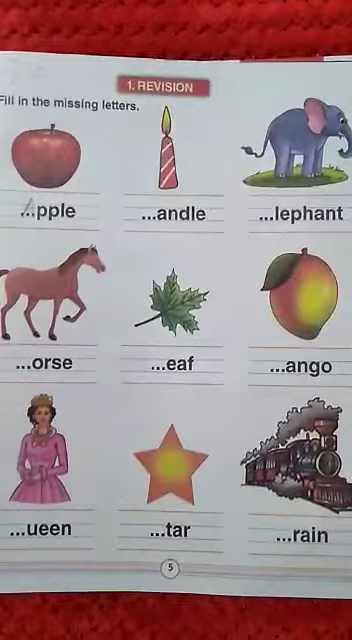 1. REVISION
Fill in the missing letters.
...pple ...andle ...lephant
...orse ...eaf ...ango
...ueen ...tar ...rain
5